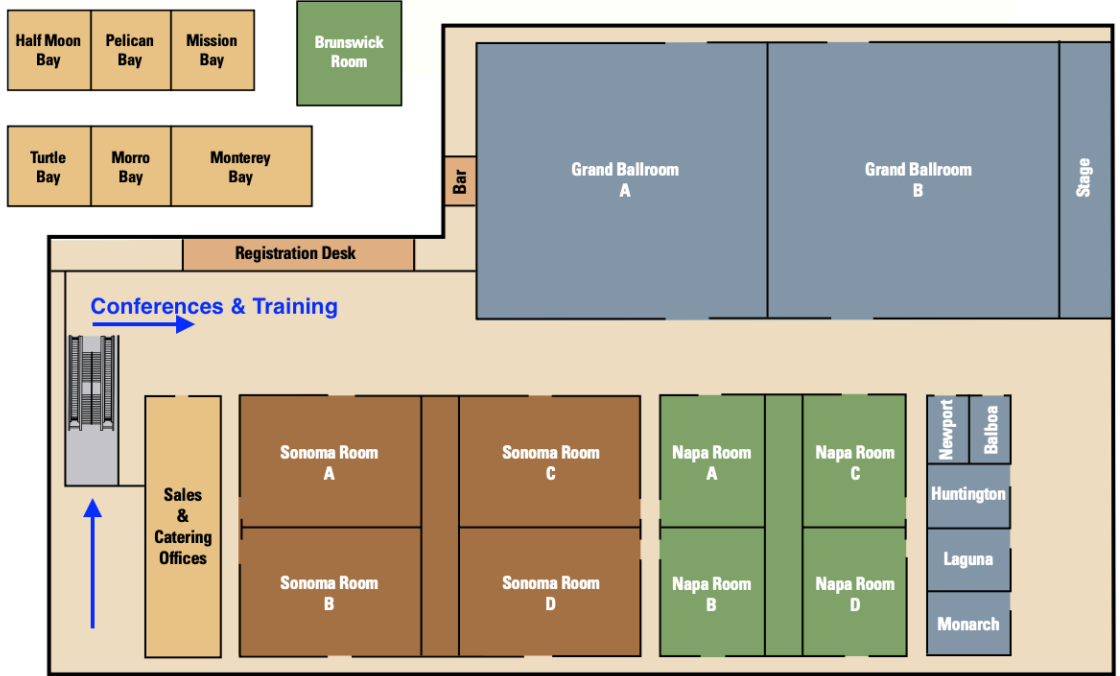 Half Moon
Bay
Pelican
Bay
Mission
Bay
Brunswick
Room
Turtle
Bay
Morro
Bay
Monterey
Bay
Bar
Grand Ballroom
A
Grand Ballroom
B
Stage
Registration Desk
Conferences & Training
Sales
&
Catering
Offices
Sonoma Room
A
Sonoma Room
C
Sonoma Room
B
Sonoma Room
D
Napa Room
A
Napa Room
C
Napa Room
B
Napa Room
D
Newport
Balboa
Huntington
Laguna
Monarch